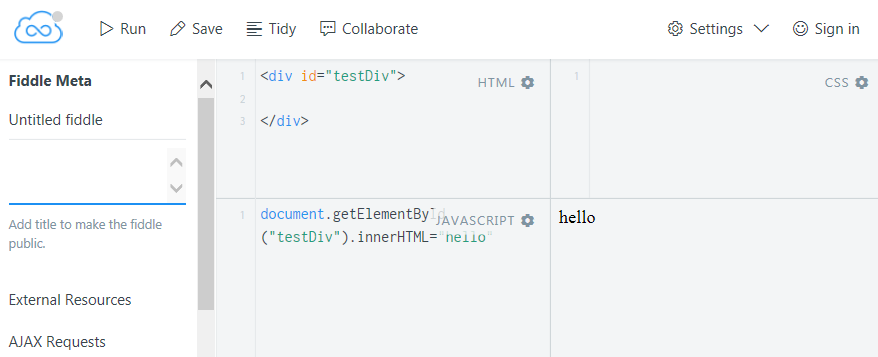 Run Save Tidy Collaborate Settings Sign in
Fiddle Meta
Untitled fiddle
Add title to make the fiddle
public.
External Resources
AJAX Requests
1 <div id="testDiv">
2
3 </div>
HTML
1
CSS
1 document.getElementById
("testDiv").innerHTML="hello"
JAVASCRIPT
hello